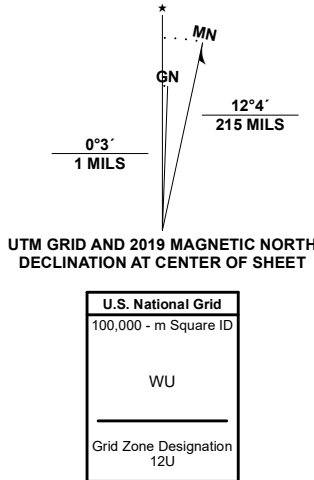 ★
MN
GN
12°4´
215 MILS
0°3´
1 MILS
UTM GRID AND 2019 MAGNETIC NORTH
DECLINATION AT CENTER OF SHEET
U.S. National Grid
100,000 - m Square ID
WU
Grid Zone Designation
12U